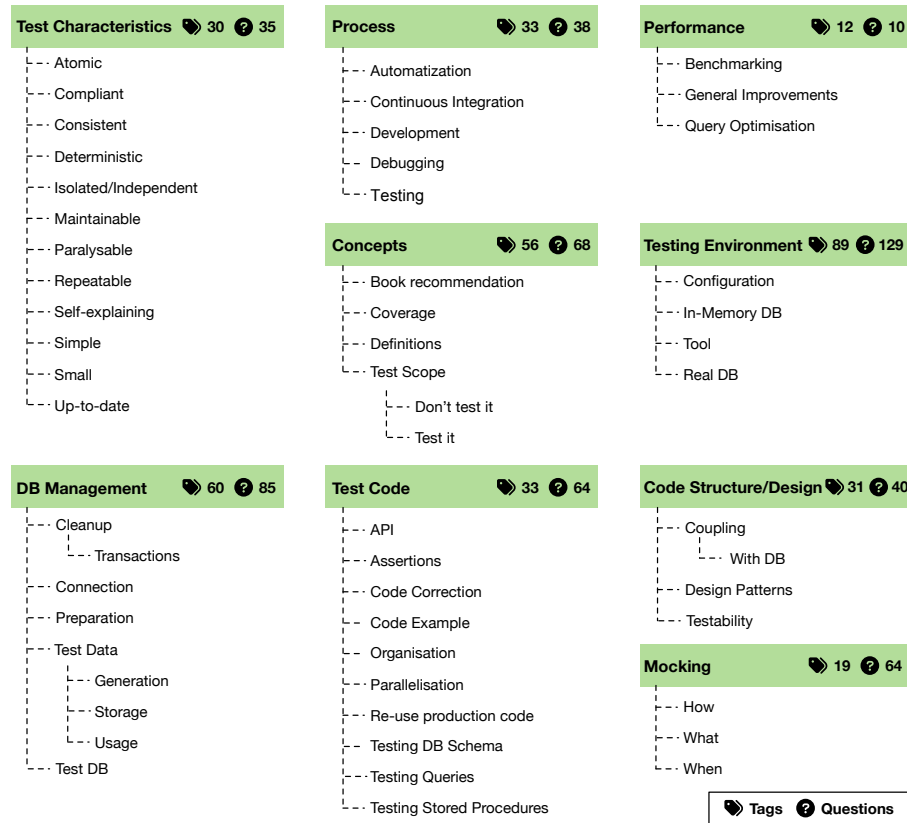 Test Characteristics 30 35
Atomic
Compliant
Consistent
Deterministic
Isolated/Independent
Maintainable
Paralysable
Repeatable
Self-explaining
Simple
Small
Up-to-date
Process 33 38
Automatization
Continuous Integration
Development
Debugging
Testing
Performance 12 10
Benchmarking
General Improvements
Query Optimisation
Concepts 56 68
Book recommendation
Coverage
Definitions
Test Scope
Don't test it
Test it
Testing Environment 89 129
Configuration
In-Memory DB
Tool
Real DB
DB Management 60 85
Cleanup
Transactions
Connection
Preparation
Test Data
Generation
Storage
Usage
Test DB
Test Code 33 64
API
Assertions
Code Correction
Code Example
Organisation
Parallelisation
Re-use production code
Testing DB Schema
Testing Queries
Testing Stored Procedures
Code Structure/Design 31 40
Coupling
With DB
Design Patterns
Testability
Mocking 19 64
How
What
When
Tags Questions